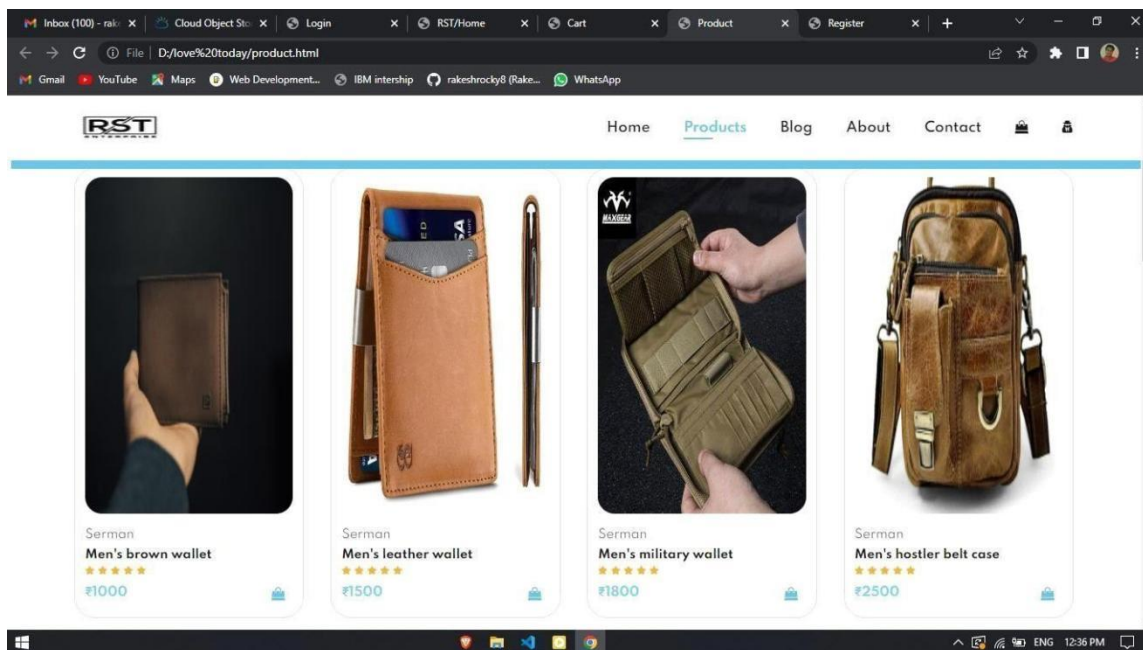 Inbox (100) - rak
Cloud Object Sto
Login
RST/Home
Cart
Product
Register
File | D:/love%20today/product.html
Gmail
YouTube
Maps
Web Development...
IBM intership
rakeshrocky8 (Rake...
WhatsApp
RST
ENTERPRISE
Home
Products
Blog
About
Contact
VISA
MAXGEAR
Serman
Men's brown wallet
₹1000
Serman
Men's leather wallet
₹1500
Serman
Men's military wallet
₹1800
Serman
Men's hostler belt case
₹2500
ENG
12:36 PM